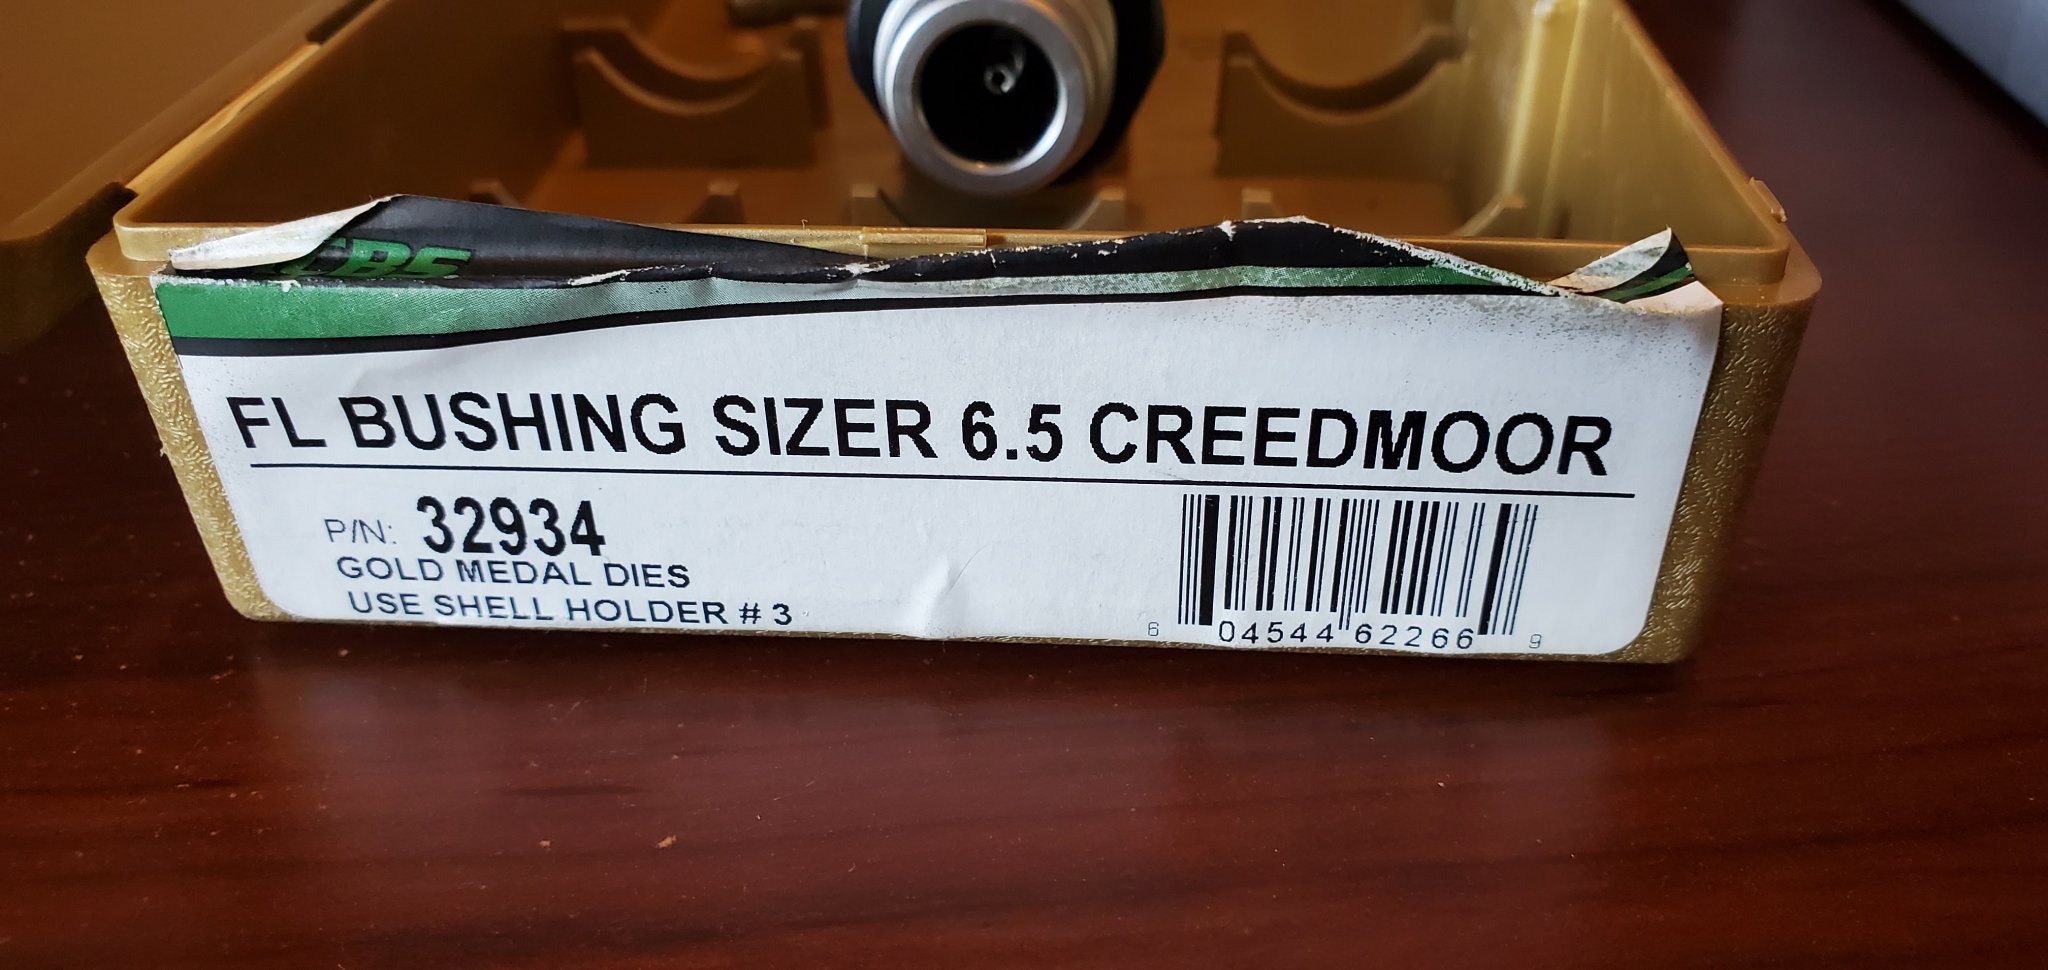 FL BUSHING SIZER 6.5 CREEDMOOR
P/N: 32934
GOLD MEDAL DIES
USE SHELL HOLDER # 3
6 04544 62266 9